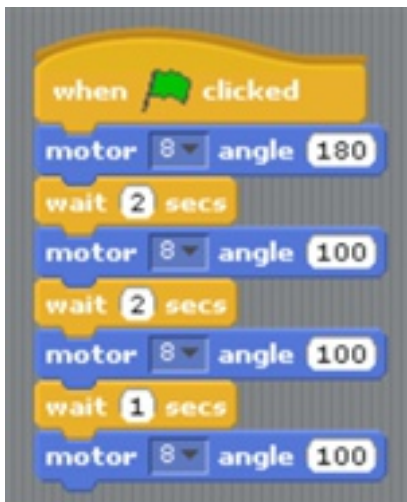 when clicked
motor 8 angle 180
wait 2 secs
motor 8 angle 100
wait 2 secs
motor 8 angle 100
wait 1 secs
motor 8 angle 100